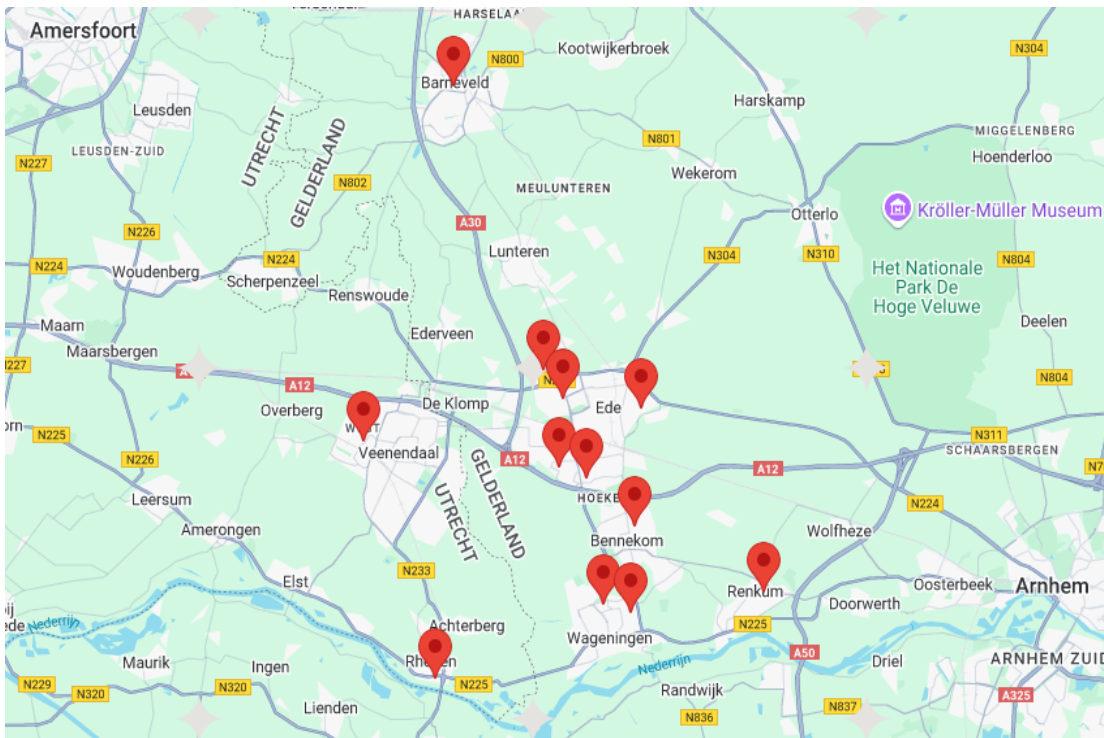 HARSELAA
Amersfoort
Kootwijkerbroek
N304
N800
Barneveld
Leusden
Harskamp
MIGGELENBERG
LEUSDEN-ZUID
UTRECHT
GELDERLAND
N801
Hoenderloo
N227
Wekerom
N802
MEULUNTEREN
Kröller-Müller Museum
Otterlo
A30
N226
Lunteren
N304
N310
N804
N224
Woudenberg
N224
Scherpenzeel
Het Nationale
Park De
Hoge Veluwe
Renswoude
Maarn
Ederveen
Deelen
Maarsbergen
N227
N804
A12
De Klomp
Ede
Overberg
N225
Veenendaal
N311
SCHAARSBERGEN
N226
A12
A12
GELDERLAND
UTRECHT
Leersum
HOEKE
N224
Amerongen
Wolfheze
Bennekom
N233
Elst
Renkum
Oosterbeek
Arnhem
Doorwerth
Nederrijn
Achterberg
N225
Wageningen
A50
Maurik
Ingen
Nederrijn
Driel
ARNHEM ZUID
N229
N320
N320
N225
Randwijk
A325
Lienden
N836
N837